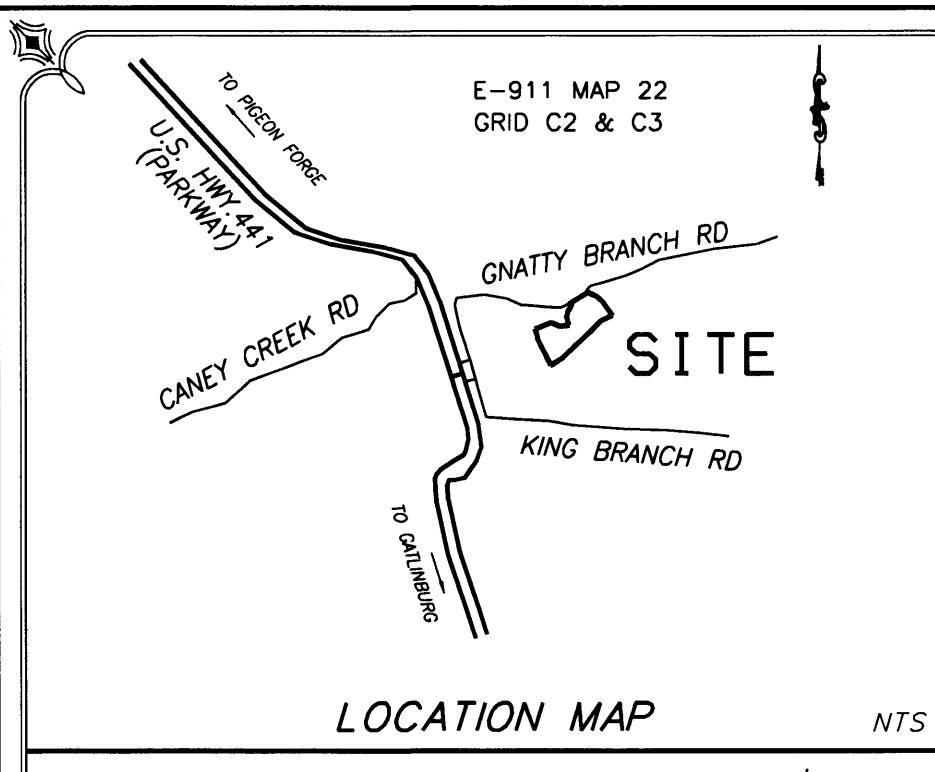 E-911 MAP 22
GRID C2 & C3
TO PIGEON FORGE
U.S. HWY.441
(PARKWAY)
GNATTY BRANCH RD
CANEY CREEK RD
SITE
KING BRANCH RD
TO GATLINBURG
LOCATION MAP
NTS